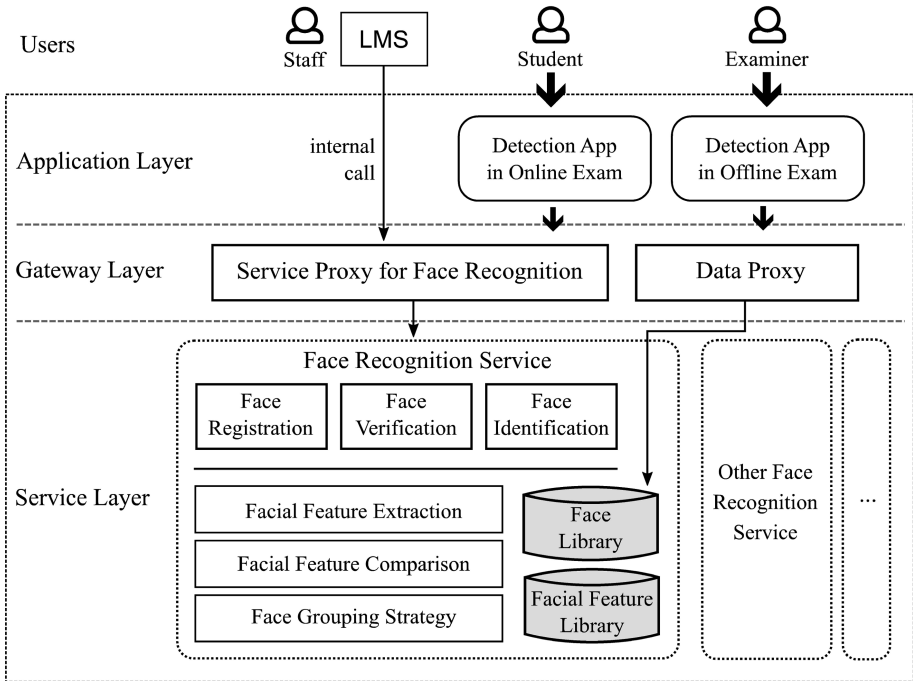 Users
Staff
LMS
Student
Examiner
Application Layer
internal
call
Detection App
in Online Exam
Detection App
in Offline Exam
Gateway Layer
Service Proxy for Face Recognition
Data Proxy
Service Layer
Face Recognition Service
Face
Registration
Face
Verification
Face
Identification
Facial Feature Extraction
Facial Feature Comparison
Face Grouping Strategy
Face
Library
Facial Feature
Library
Other Face
Recognition
Service
...